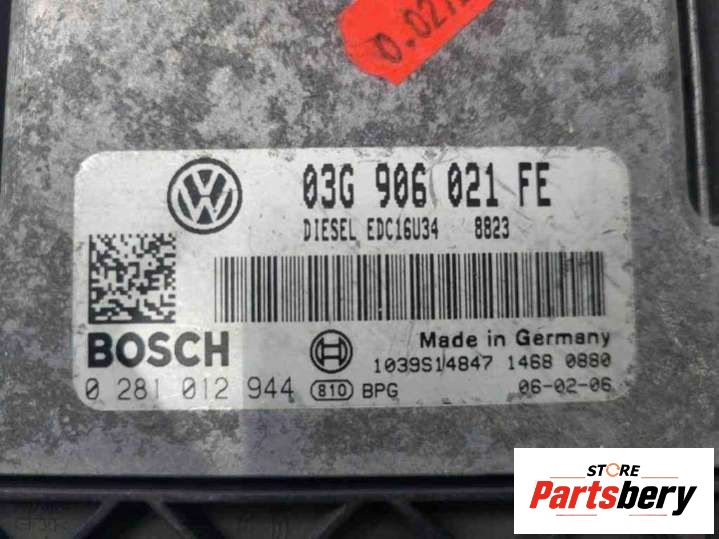 03G 906 021 FE
DIESEL EDC16U34 8823
BOSCH
Made in Germany
1039S14847 1468 0880
0 281 012 944 810 BPG 06-02-06
STORE
Partsbery